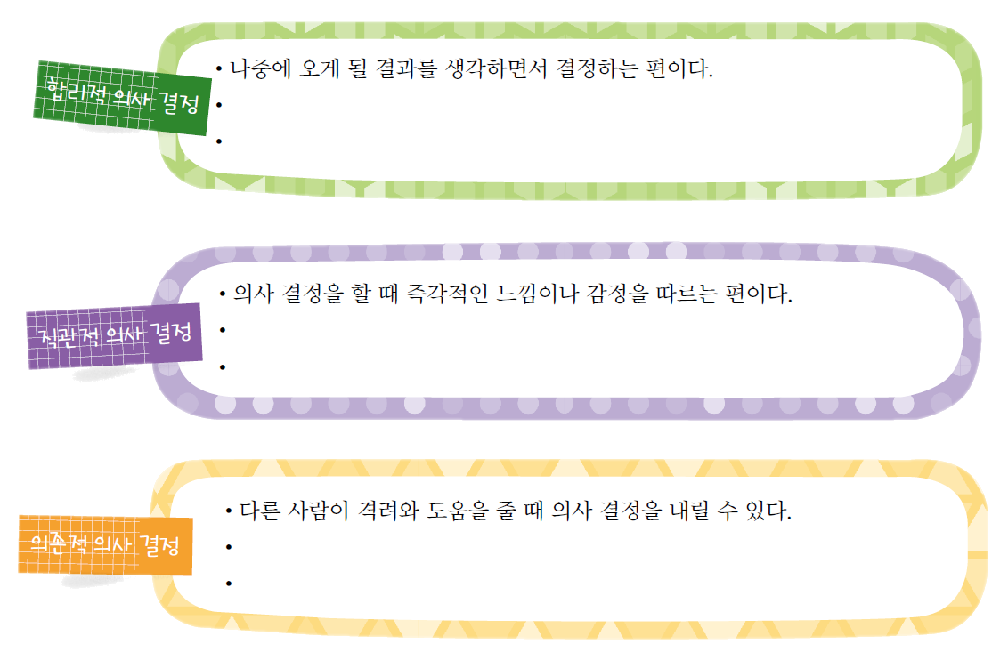 합리적 의사 결정
• 나중에 오게 될 결과를 생각하면서 결정하는 편이다.
•
•
직관적 의사 결정
• 의사 결정을 할 때 즉각적인 느낌이나 감정을 따르는 편이다.
•
•
의존적 의사 결정
• 다른 사람이 격려와 도움을 줄 때 의사 결정을 내릴 수 있다.
•
•